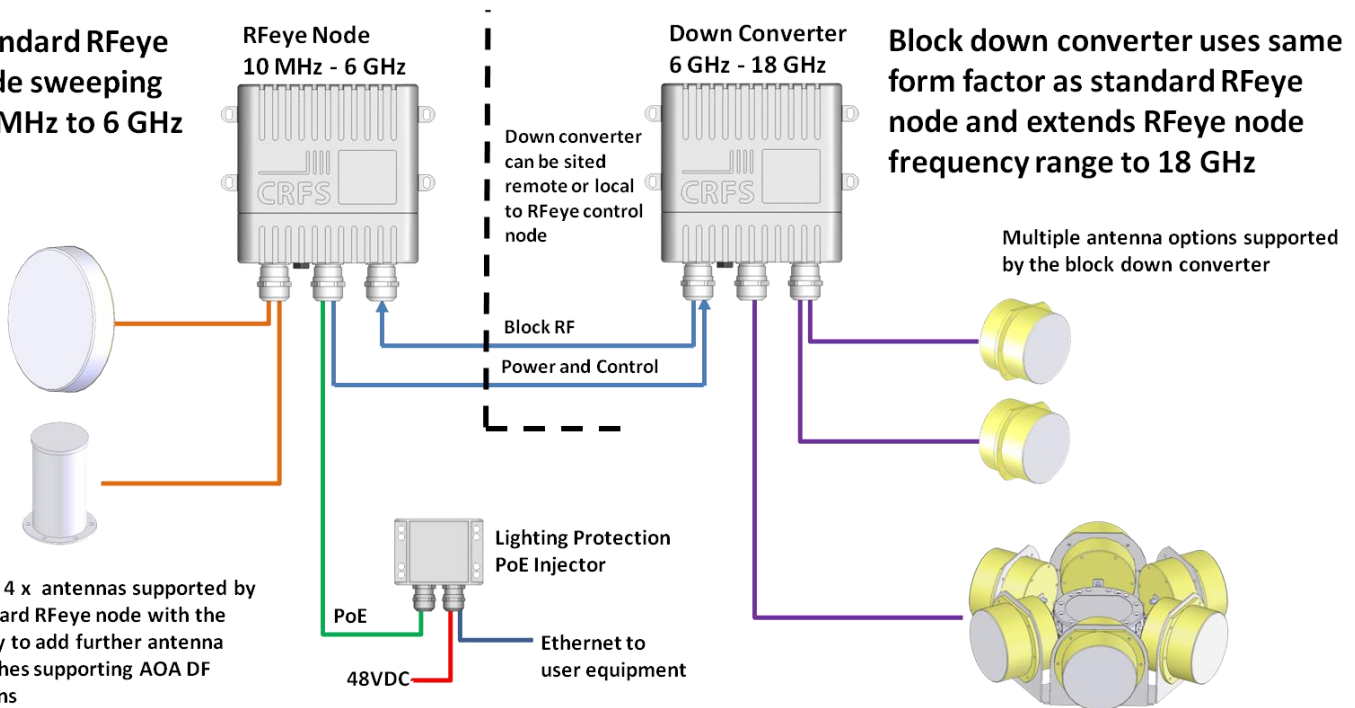 ndard RFeye
de sweeping
MHz to 6 GHz
RFeye Node
10 MHz - 6 GHz
CRFS
Down converter
can be sited
remote or local
to RFeye control
node
Down Converter
6 GHz - 18 GHz
CRFS
Block down converter uses same
form factor as standard RFeye
node and extends RFeye node
frequency range to 18 GHz
Multiple antenna options supported
by the block down converter
Block RF
Power and Control
Lighting Protection
PoE Injector
PoE
48VDC
Ethernet to
user equipment
4 x antennas supported by
ard RFeye node with the
y to add further antenna
hes supporting AOA DF
ns